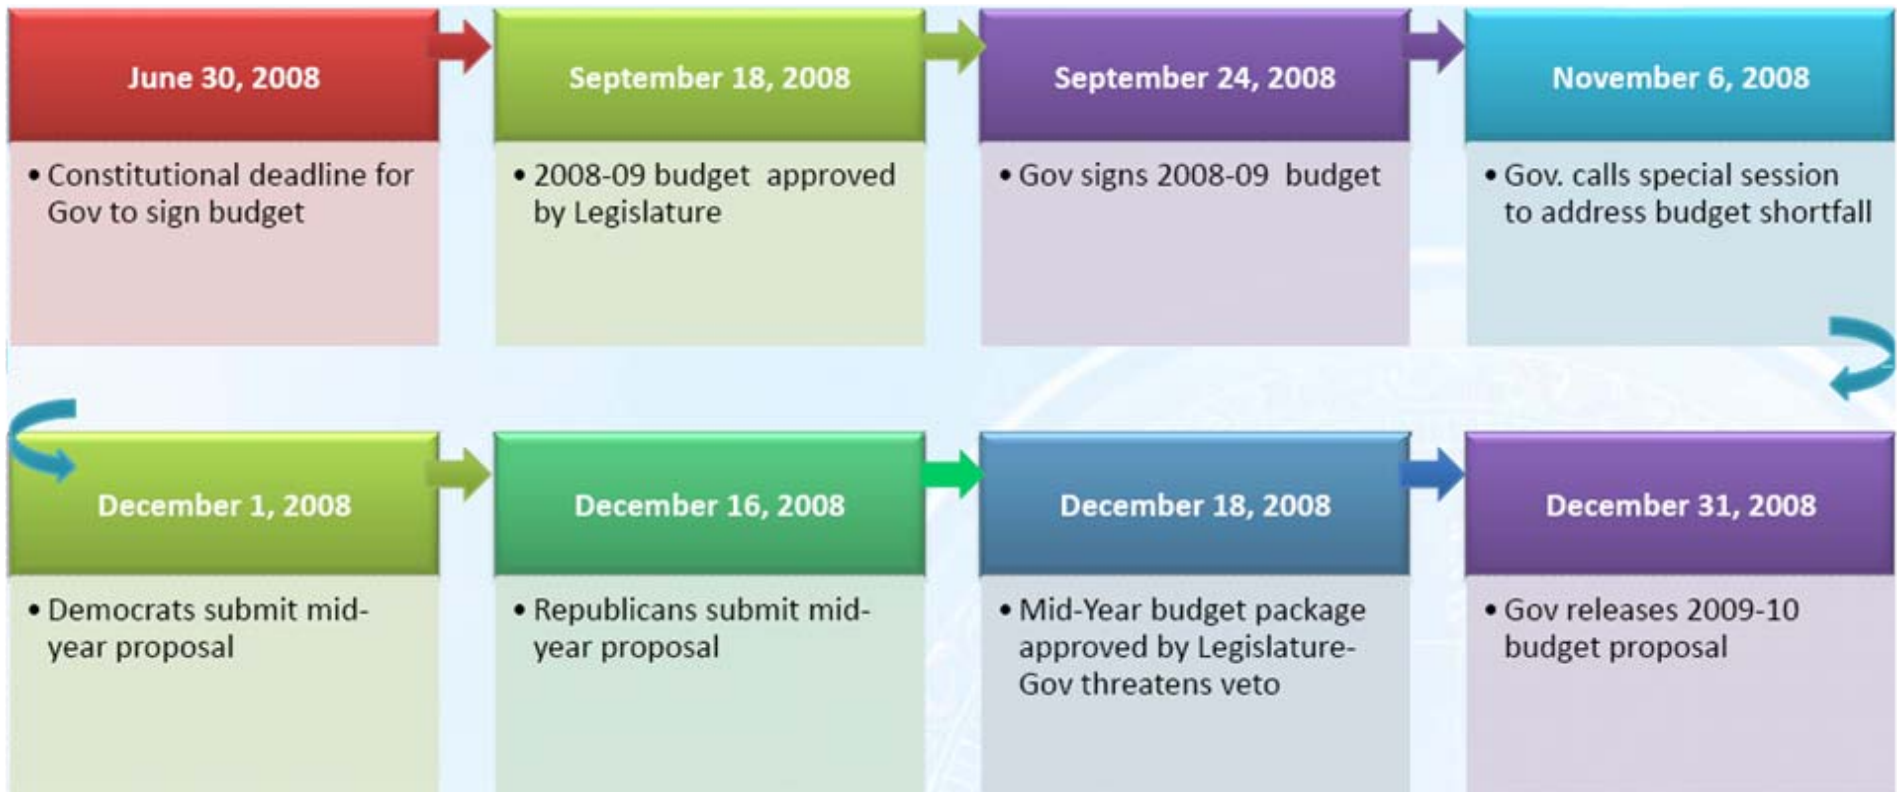 June 30, 2008
• Constitutional deadline for
Gov to sign budget
September 18, 2008
• 2008-09 budget approved
by Legislature
September 24, 2008
• Gov signs 2008-09 budget
November 6, 2008
• Gov. calls special session
to address budget shortfall
December 1, 2008
• Democrats submit mid-
year proposal
December 16, 2008
• Republicans submit mid-
year proposal
December 18, 2008
• Mid-Year budget package
approved by Legislature-
Gov threatens veto
December 31, 2008
• Gov releases 2009-10
budget proposal